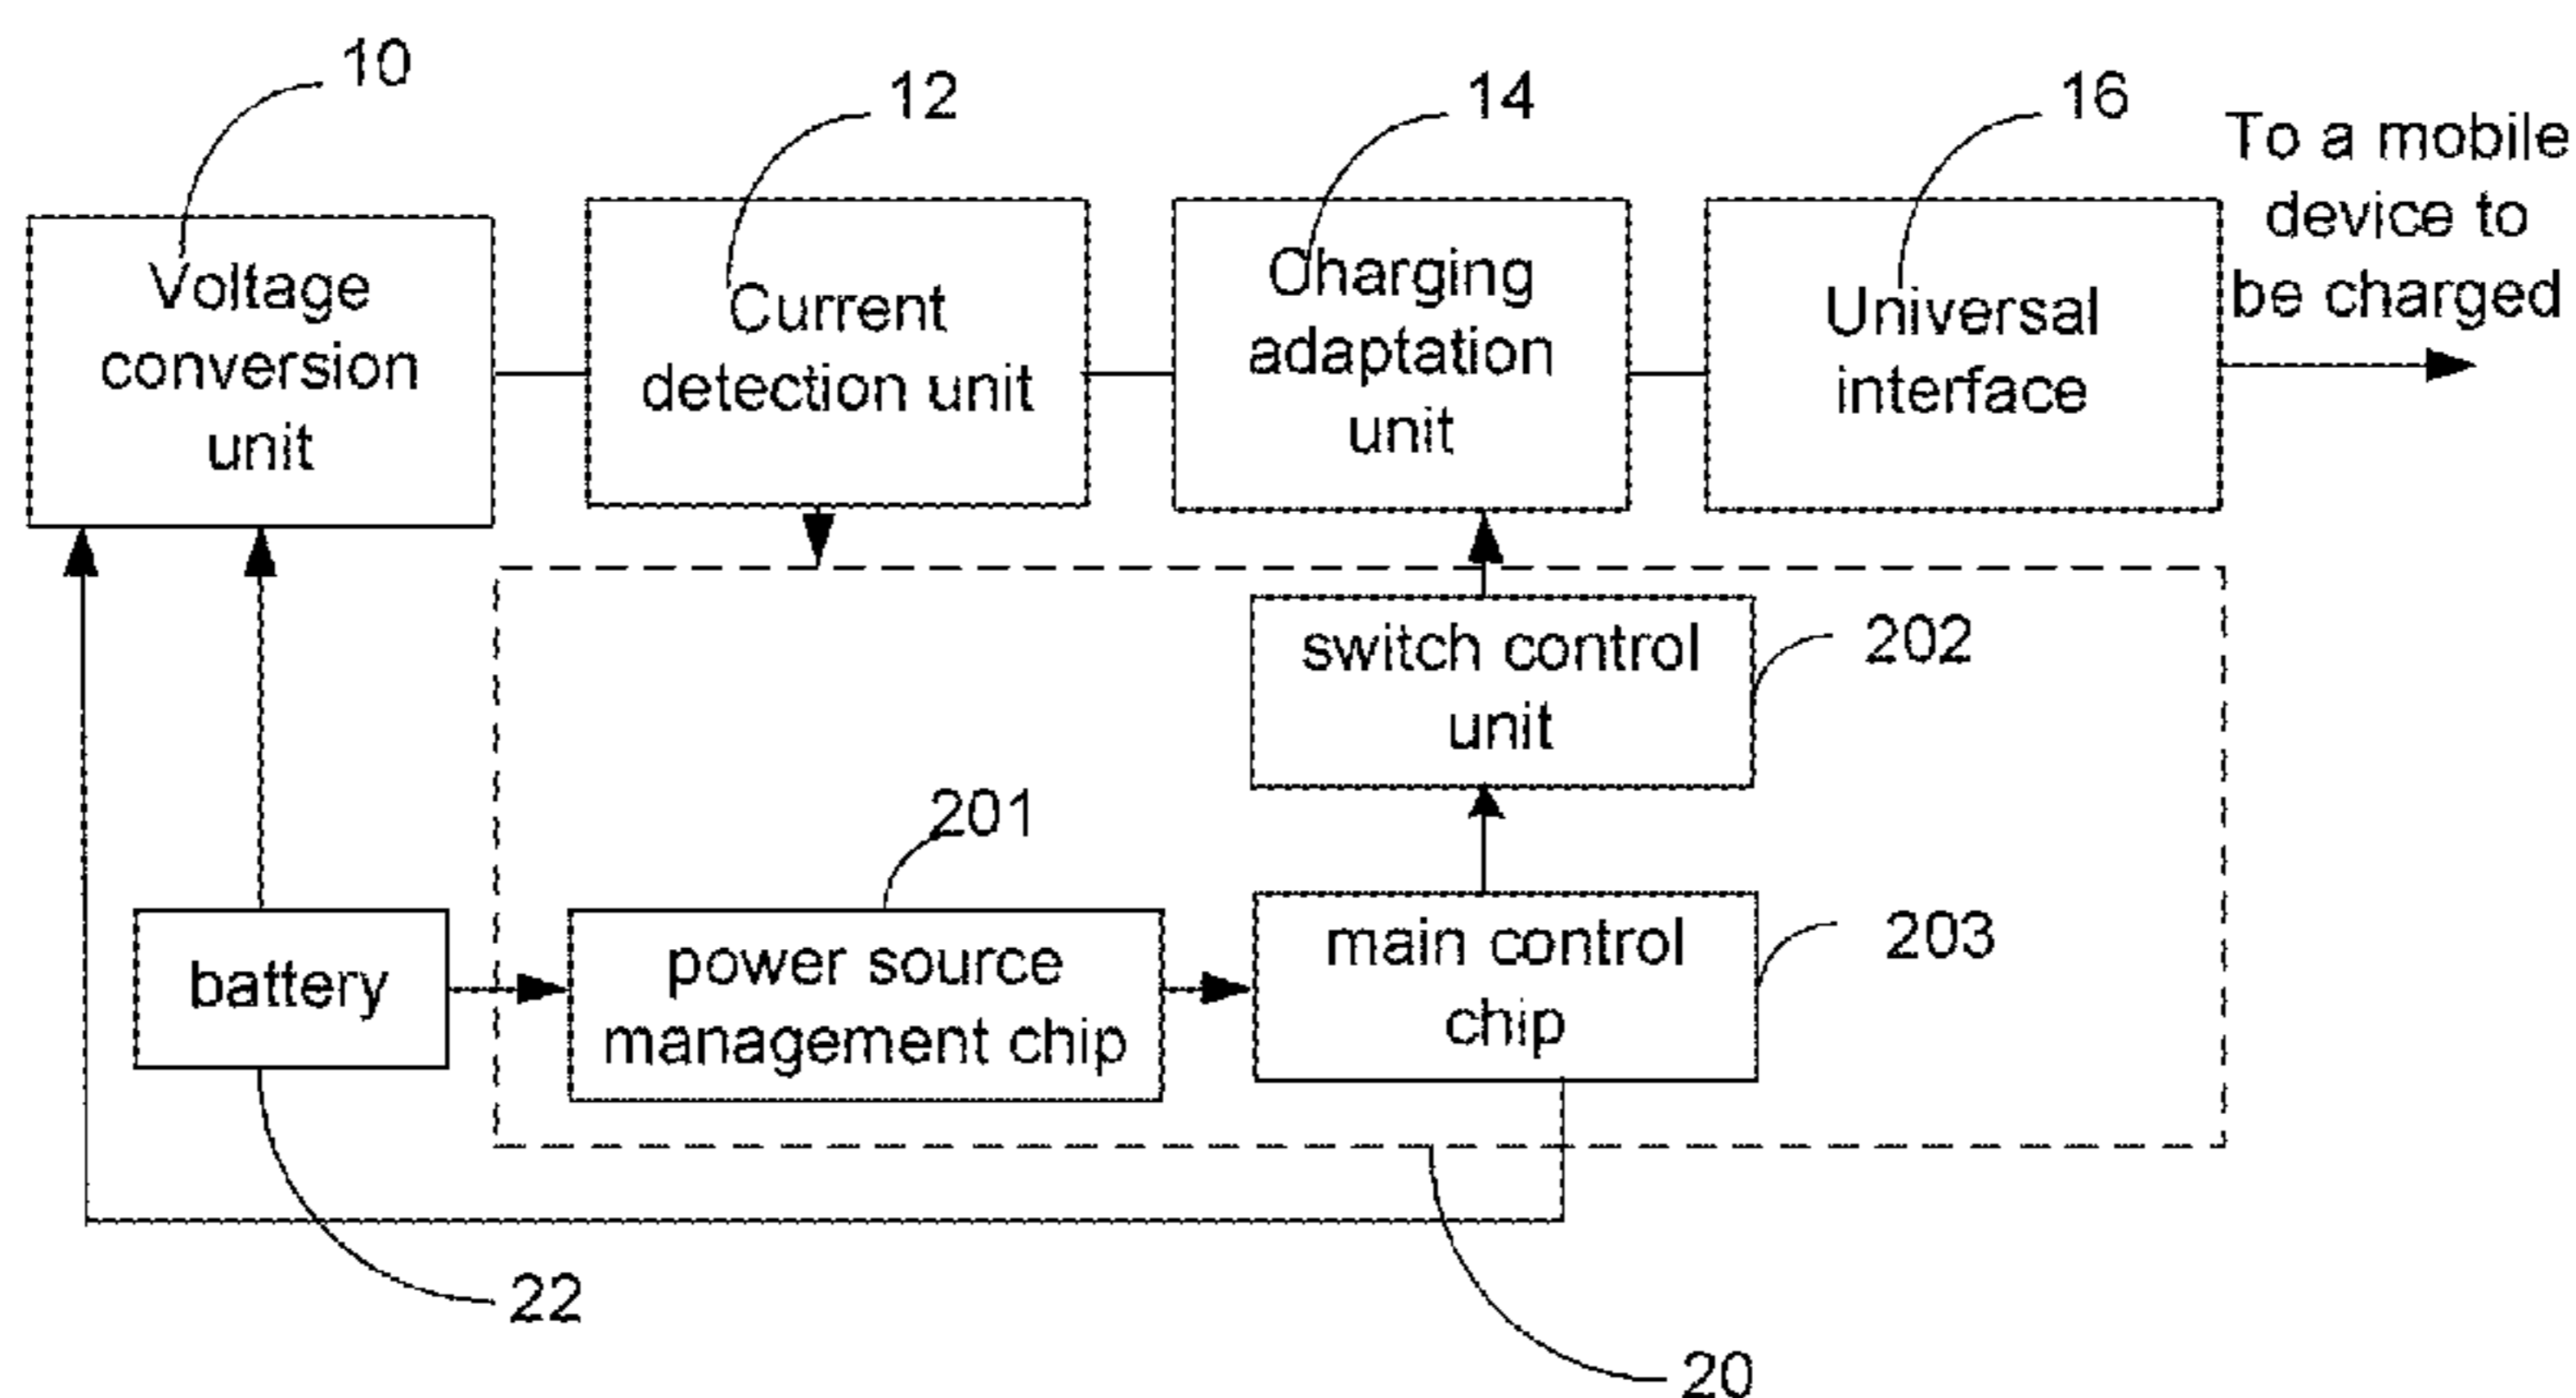 10
12
14
16
To a mobile
device to
be charged
Voltage
conversion
unit
Current
detection unit
Charging
adaptation
unit
Universal
interface
switch control
unit
202
201
battery
power source
management chip
main control
chip
203
22
20